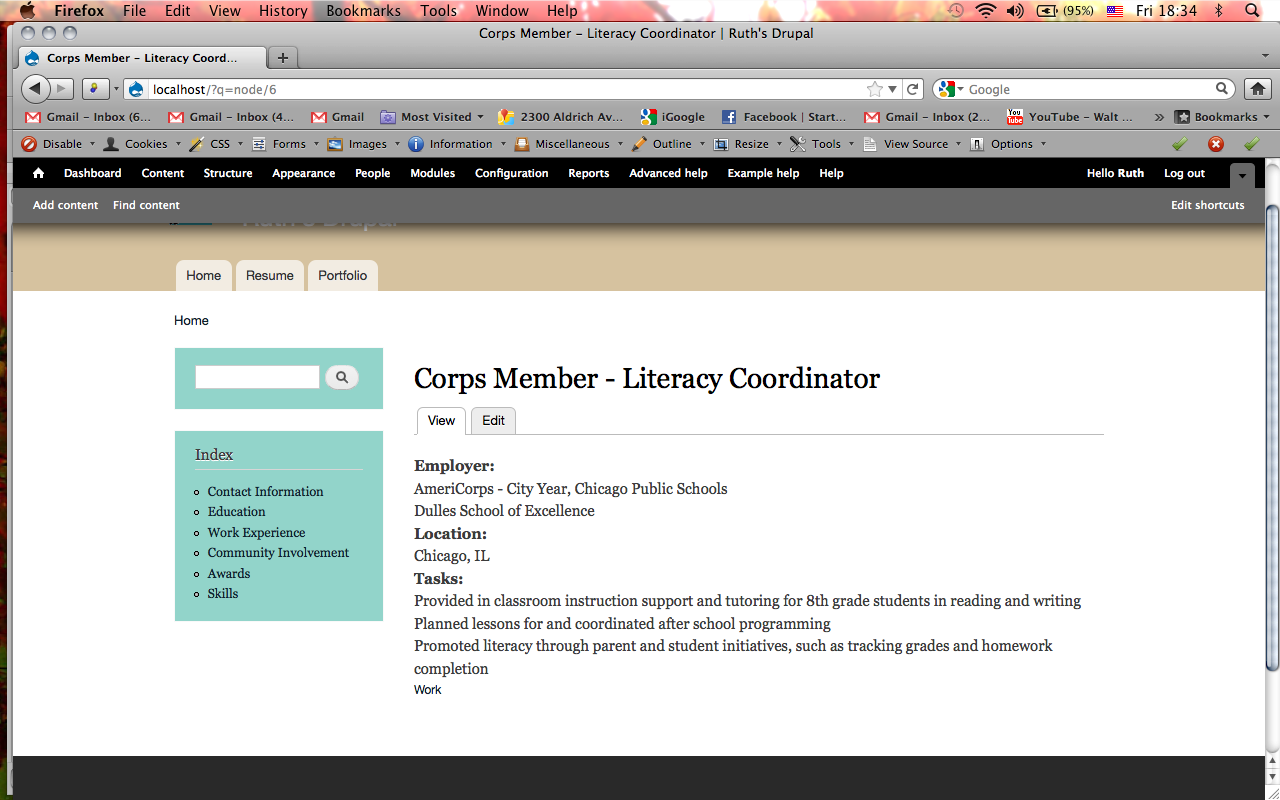 Firefox File Edit View History Bookmarks Tools Window Help (95%) Fri 18:34
Corps Member – Literacy Coordinator | Ruth's Drupal
Corps Member – Literacy Coord...
localhost/?q=node/6 Google
Gmail – Inbox (6... Gmail – Inbox (4... Gmail Most Visited 2300 Aldrich Av... iGoogle Facebook | Start... Gmail – Inbox (2... YouTube – Walt ... » Bookmarks
Disable Cookies CSS Forms Images Information Miscellaneous Outline Resize Tools View Source Options
Dashboard Content Structure Appearance People Modules Configuration Reports Advanced help Example help Help Hello Ruth Log out
Add content Find content Edit shortcuts
Ruth's Drupal
Home Resume Portfolio
Home
Corps Member - Literacy Coordinator
View Edit
Index
Contact Information
Education
Work Experience
Community Involvement
Awards
Skills
Employer:
AmeriCorps - City Year, Chicago Public Schools
Dulles School of Excellence
Location:
Chicago, IL
Tasks:
Provided in classroom instruction support and tutoring for 8th grade students in reading and writing
Planned lessons for and coordinated after school programming
Promoted literacy through parent and student initiatives, such as tracking grades and homework
completion
Work